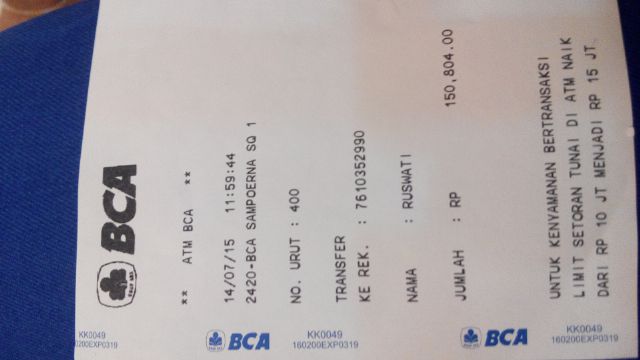 BCA
** ATM BCA **
14/07/15 11:59:44
2420-BCA SAMPOERNA SQ 1
NO. URUT : 400
TRANSFER
KE REK. : 7610352990
NAMA : RUSWATI
JUMLAH : RP 150,804.00
UNTUK KENYAMANAN BERTRANSAKSI
LIMIT SETORAN TUNAI DI ATM NAIK
DARI RP 10 JT MENJADI RP 15 JT.
KK0049
160200EXP0319
BCA
KK0049
160200EXP0319
BCA
KK0049
160200EXP0319